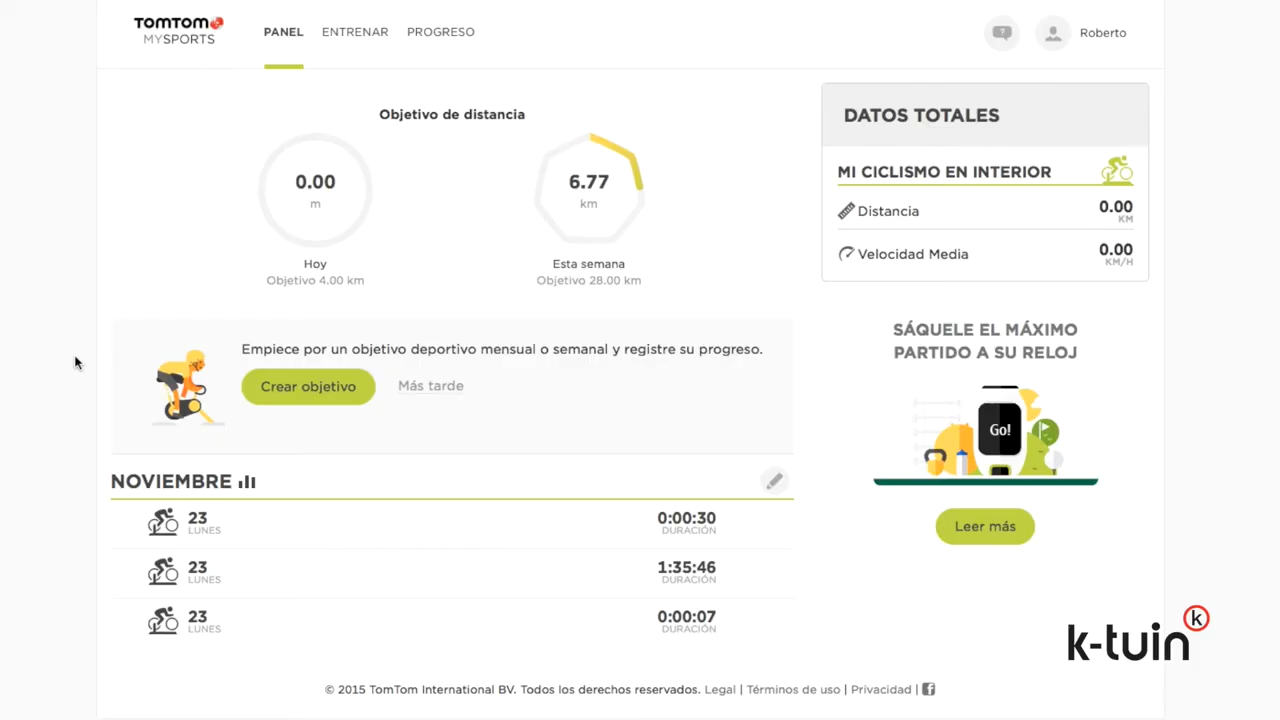 TOMTOM
MYSPORTS
PANEL ENTRENAR PROGRESO
?
Roberto
Objetivo de distancia
0.00
m
Hoy
Objetivo 4.00 km
6.77
km
Esta semana
Objetivo 28.00 km
DATOS TOTALES
MI CICLISMO EN INTERIOR
Distancia 0.00
KM
Velocidad Media 0.00
KM/H
Empiece por un objetivo deportivo mensual o semanal y registre su progreso.
Crear objetivo Más tarde
SÁQUELE EL MÁXIMO
PARTIDO A SU RELOJ
Go!
Leer más
NOVIEMBRE
23 0:00:30
LUNES DURACIÓN
23 1:35:46
LUNES DURACIÓN
23 0:00:07
LUNES DURACIÓN
k-tuin k
© 2015 TomTom International BV. Todos los derechos reservados. Legal | Términos de uso | Privacidad | f